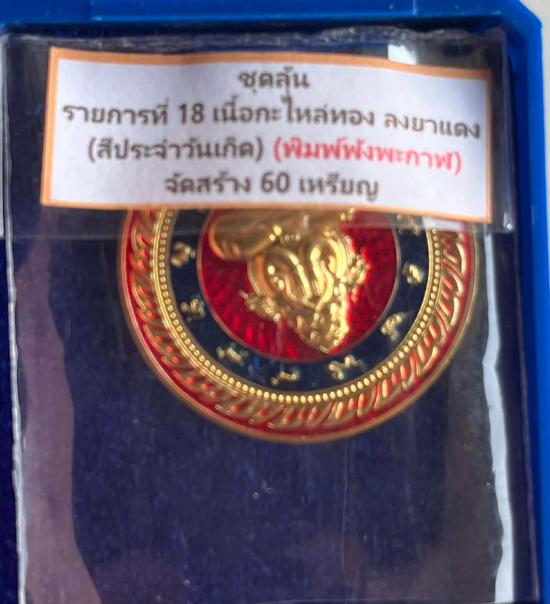 ชุดลุ้น
รายการที่ 18 เนื้อกะไหล่ทอง ลงยาแดง
(สีประจำวันเกิด) (พิมพ์ฟังพะกาฬ)
จัดสร้าง 60 เหรียญ